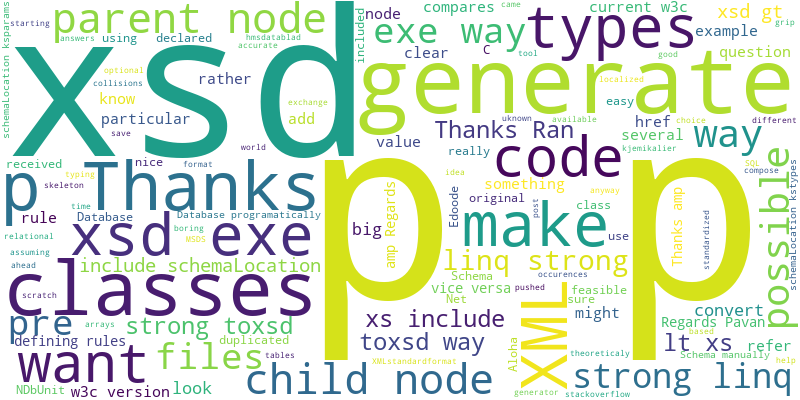 parent node
exe way
types
compares
current w3c
xsd gt
starting
answers
using
declared
hmsdatablad
node
came
grip
accurate
included
clear
C
tool
example
question
rather
schemaLocation ksparams
xsd
generate
optional
collisions
know
exchange
localized
good
particular
add
save
world
value
Thanks Ran
easy
href
available
choice
different
uknown
several
way
kjemikalier
received
format
nice
really
code
SQL
compose
typing
idea
skeleton
p Thanks
rule
time
Database
Database programatically
something
anyway
original
class
post
use
Edoode
make
p p
big
amp Regards
Thanks amp
standardized
possible
schemaLocation kstypes
relational
boring
MSDS
xsd exe
assuming
ahead
include schemaLocation
linq strong
Schema
occurences
feasible
classes
scratch
vice versa
Net
pushed
sure
convert
arrays
pre
strong toxsd
xs include
might
based
Regards Pavan
defining rules
duplicated
toxsd way
Aloha
XML
lt xs
refer
want
files
tables
theoreticaly
Schema manually
help
look
XMLstandardformat
NDbUnit
w3c version
child node
generator
stackoverflow
strong linq